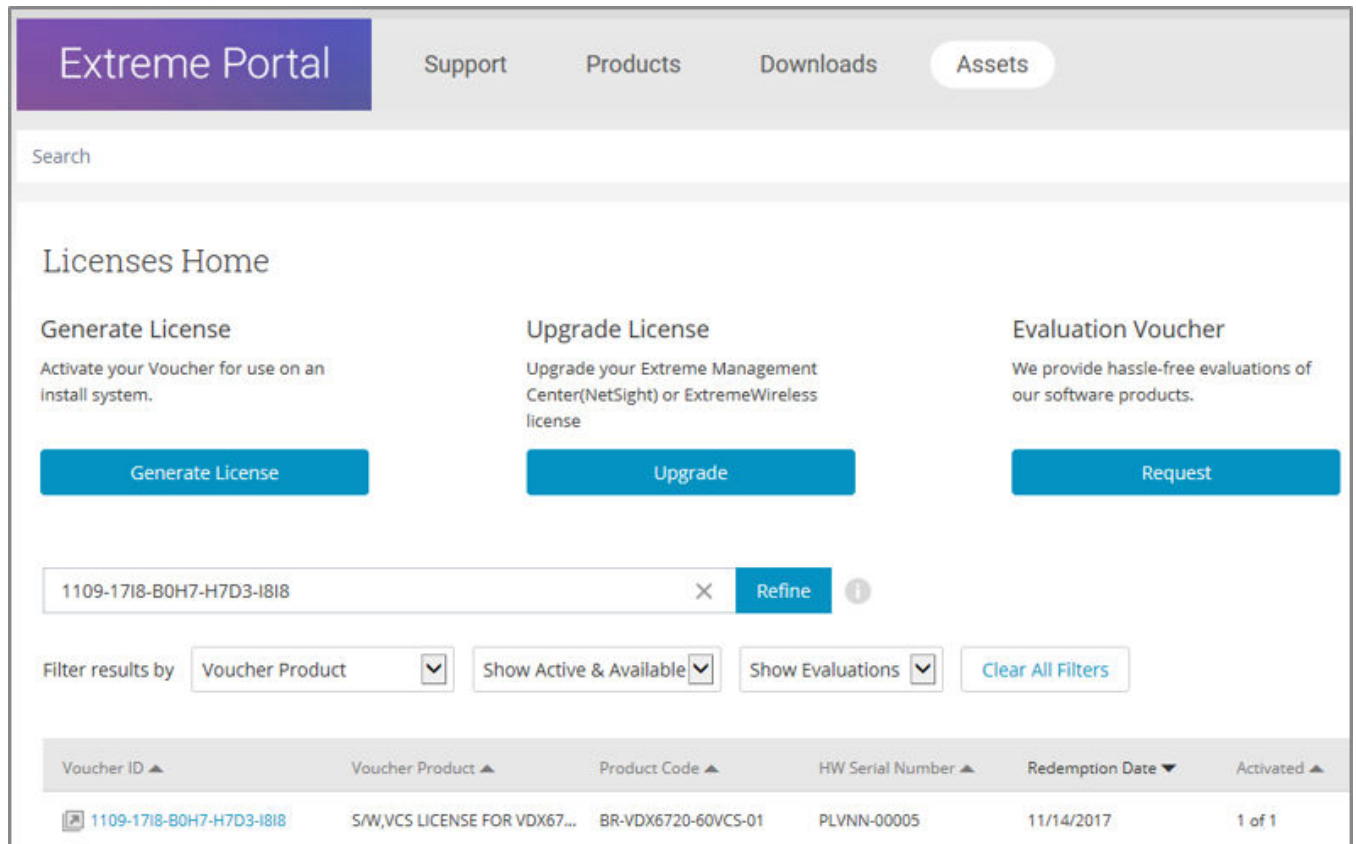 Extreme Portal Support Products Downloads Assets
Search
Licenses Home
Generate License
Activate your Voucher for use on an
install system.
Generate License
Upgrade License
Upgrade your Extreme Management
Center(NetSight) or ExtremeWireless
license
Upgrade
Evaluation Voucher
We provide hassle-free evaluations of
our software products.
Request
1109-17I8-B0H7-H7D3-I8I8 Refine
Filter results by Voucher Product Show Active & Available Show Evaluations Clear All Filters
Voucher ID Voucher Product Product Code HW Serial Number Redemption Date Activated
1109-17I8-B0H7-H7D3-I8I8 S/W,VCS LICENSE FOR VDX67... BR-VDX6720-60VCS-01 PLVNN-00005 11/14/2017 1 of 1